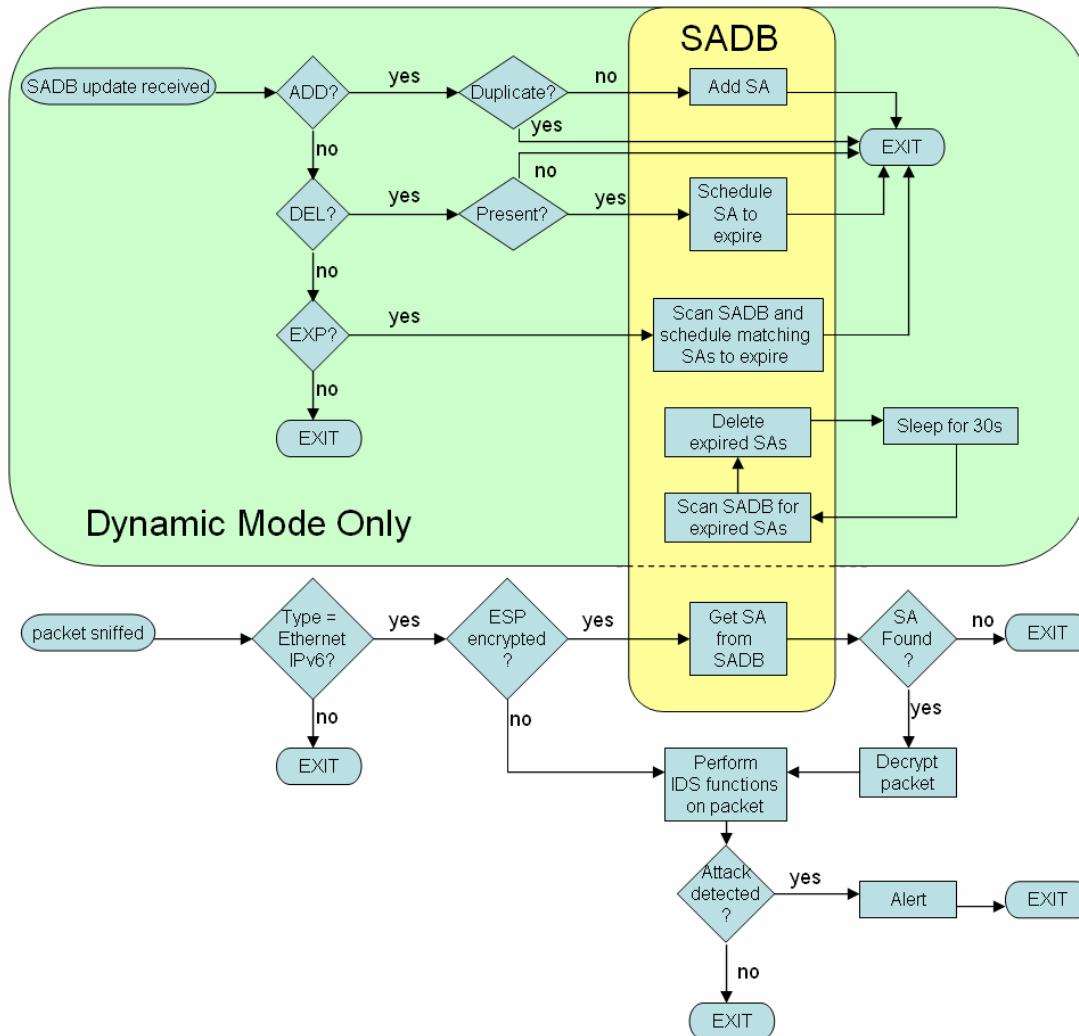 SADB
SADB update received
ADD?
yes
Duplicate?
no
Add SA
yes
EXIT
no
no
DEL?
yes
Present?
yes
Schedule
SA to
expire
no
EXP?
yes
Scan SADB and
schedule matching
SAs to expire
no
EXIT
Delete
expired SAs
Sleep for 30s
Scan SADB for
expired SAs
Dynamic Mode Only
packet sniffed
Type =
Ethernet
IPv6?
yes
ESP
encrypted
?
yes
Get SA
from
SADB
SA
Found
?
no
EXIT
no
EXIT
no
yes
Perform
IDS functions
on packet
Decrypt
packet
Attack
detected
?
yes
Alert
EXIT
no
EXIT